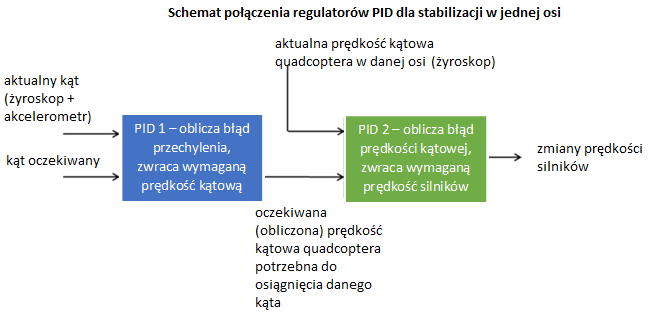 Schemat połączenia regulatorów PID dla stabilizacji w jednej osi
aktualna prędkość kątowa
quadcoptera w danej osi (żyroskop)
aktualny kąt
(żyroskop +
akcelerometr)
kąt oczekiwany
PID 1 – oblicza błąd
przechylenia,
zwraca wymaganą
prędkość kątową
PID 2 – oblicza błąd
prędkości kątowej,
zwraca wymaganą
prędkość silników
zmiany prędkości
silników
oczekiwana
(obliczona) prędkość
kątowa quadcoptera
potrzebna do
osiągnięcia danego
kąta